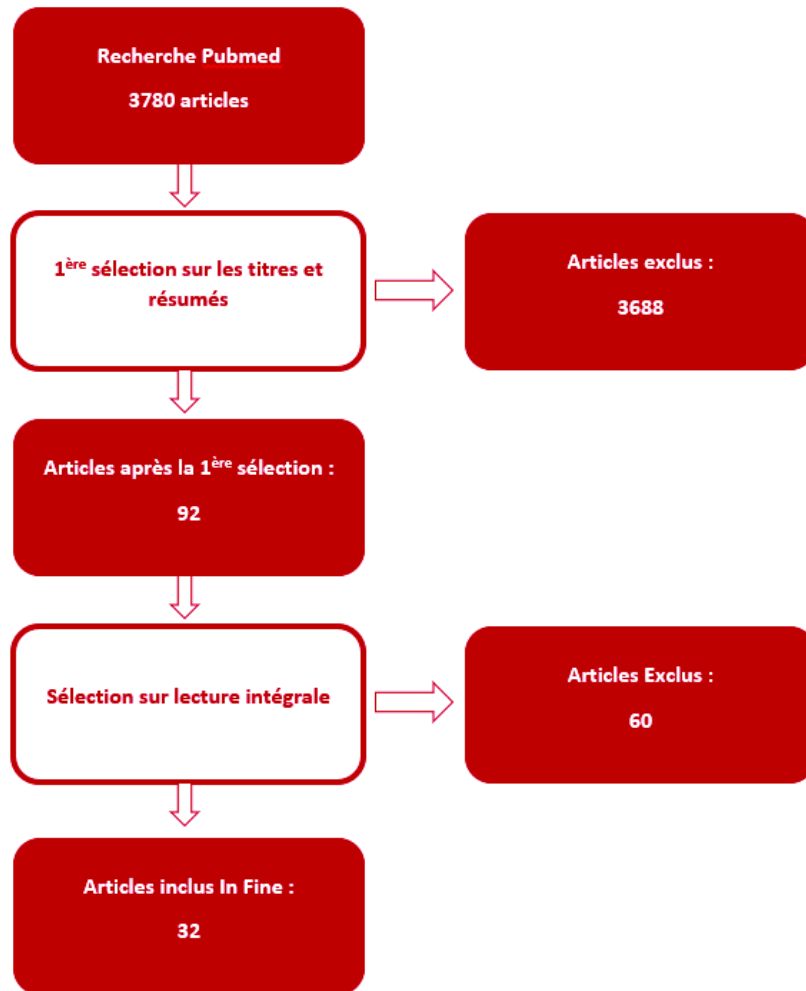 Recherche Pubmed
3780 articles
1ère sélection sur les titres et
résumés
Articles exclus :
3688
Articles après la 1ère sélection :
92
Sélection sur lecture intégrale
Articles Exclus :
60
Articles inclus In Fine :
32